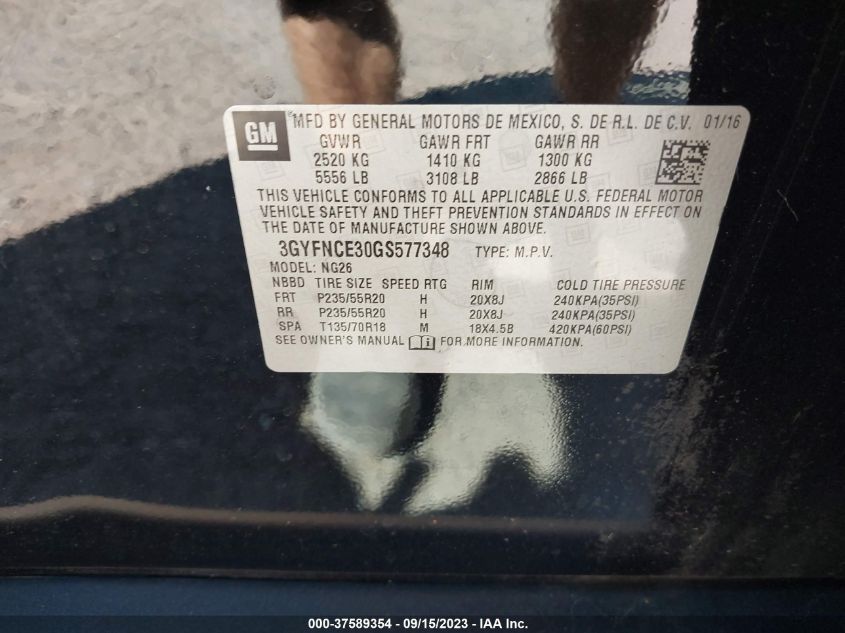 GM ® MFD BY GENERAL MOTORS DE MEXICO, S. DE R.L. DE C.V. 01/16
GVWR GAWR FRT GAWR RR
2520 KG 1410 KG 1300 KG
5556 LB 3108 LB 2866 LB
THIS VEHICLE CONFORMS TO ALL APPLICABLE U.S. FEDERAL MOTOR
VEHICLE SAFETY AND THEFT PREVENTION STANDARDS IN EFFECT ON
THE DATE OF MANUFACTURE SHOWN ABOVE.
3GYFNCE30GS577348 TYPE: M.P.V.
MODEL: NG26
NBBD TIRE SIZE SPEED RTG RIM COLD TIRE PRESSURE
FRT P235/55R20 H 20X8J 240KPA(35PSI)
RR P235/55R20 H 20X8J 240KPA(35PSI)
SPA T135/70R18 M 18X4.5B 420KPA(60PSI)
SEE OWNER'S MANUAL FOR MORE INFORMATION.
000-37589354 - 09/15/2023 - IAA Inc.